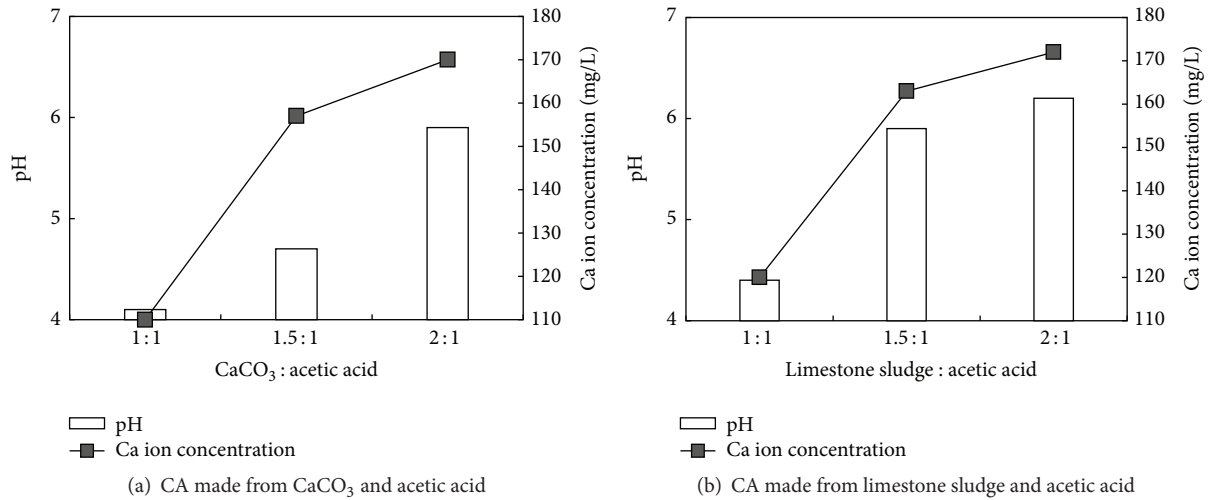 7
6
5
4
pH
180
170
160
150
140
130
120
110
Ca ion concentration (mg/L)
1 : 1
1.5 : 1
2 : 1
CaCO₃ : acetic acid
pH
Ca ion concentration
(a) CA made from CaCO₃ and acetic acid
7
6
5
4
pH
180
170
160
150
140
130
120
110
Ca ion concentration (mg/L)
1 : 1
1.5 : 1
2 : 1
Limestone sludge : acetic acid
pH
Ca ion concentration
(b) CA made from limestone sludge and acetic acid